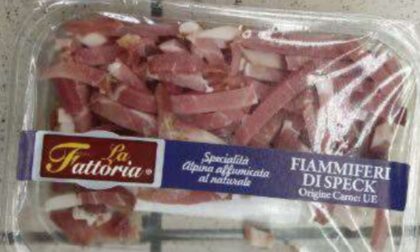 La
Fattoria®
Specialità
Alpina affumicata
al naturale
FIAMMIFERI
DI SPECK
Origine Carne: UE